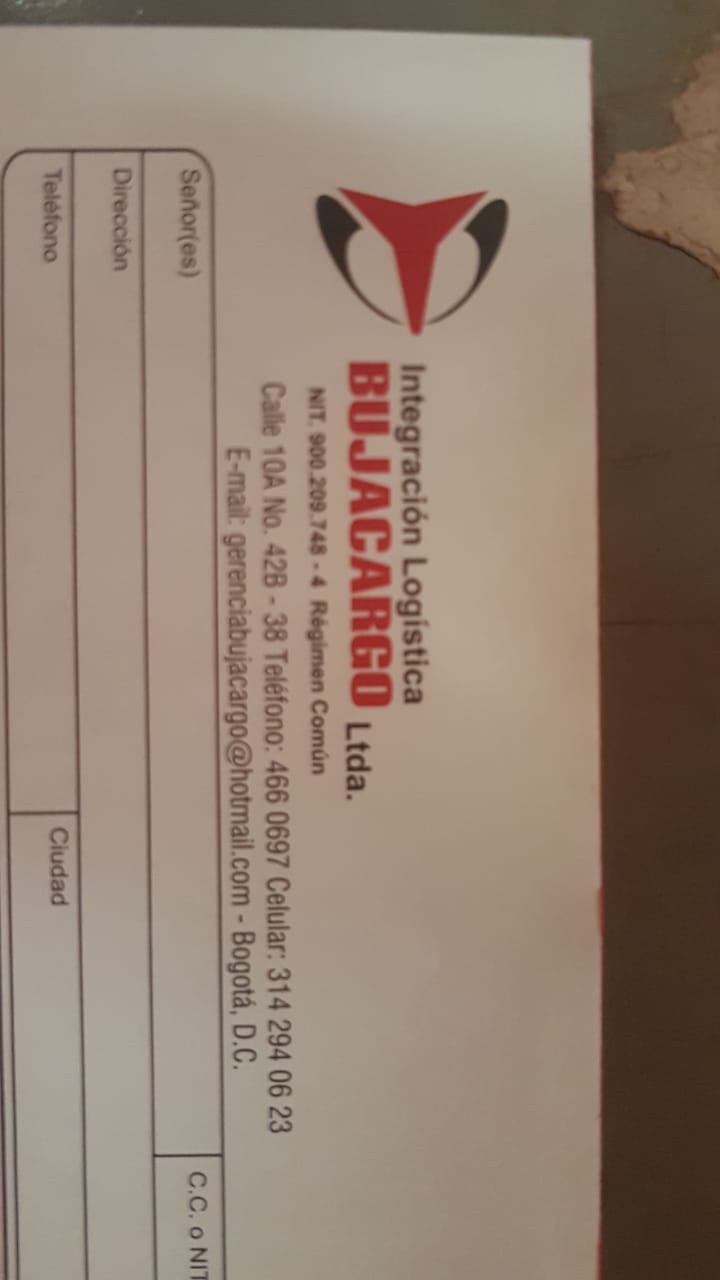 Integración Logística
BUJACARGO Ltda.
NIT. 900.209.748 - 4 Régimen Común
Calle 10A No. 42B - 38 Teléfono: 466 0697 Celular: 314 294 06 23
E-mail: gerenciabujacargo@hotmail.com - Bogotá, D.C.
Señor(es) C.C. o NIT
Dirección
Teléfono Ciudad